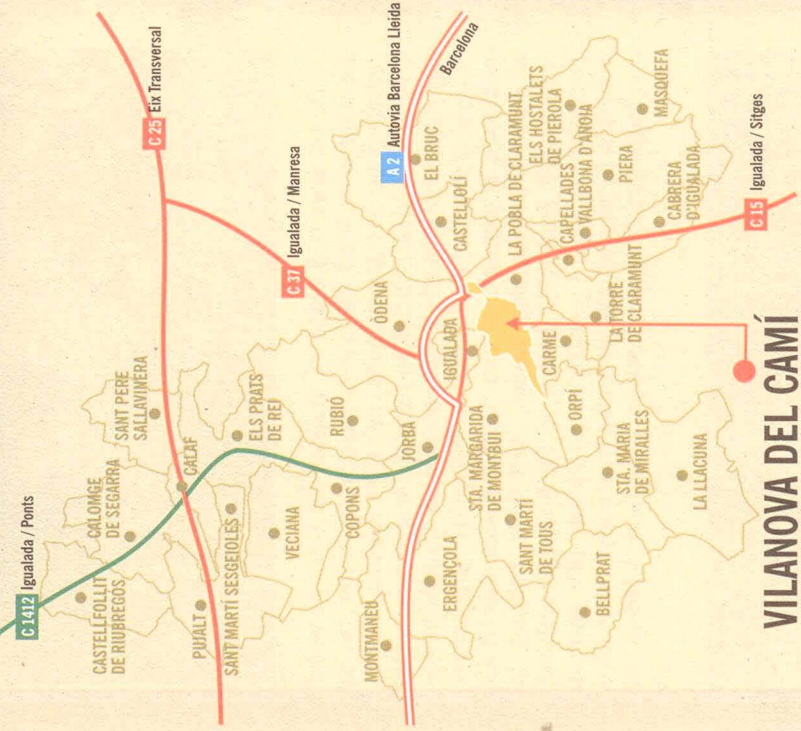 C 1412 Igualada / Ponts
CASTELLFOLLIT
DE RIUBREGOS
CALOMGE
DE SEGARRA
SANT PERE
SALLAVINERA
C 25 Eix Transversal
PUJALT
CALAF
SANT MARTÍ SESGEIOLES
ELS PRATS
DE REI
VECIANA
C 37 Igualada / Manresa
COPONS
RUBIO
MONTMANEU
JORBA
ÒDENA
A 2 Autovia Barcelona Lleida
Barcelona
EL BRUC
CASTELLOLÍ
ERGENÇOLA
IGUALADA
STA. MARGARIDA
DE MONTBUI
SANT MARTÍ
DE TOUS
LA POBLA DE CLARAMUNT
ELS HOSTALETS
DE PIEROLA
CAPELLADES
VALLBONA D'ANOIA
MASQUEFA
CARME
ORPÍ
BELLPRAT
PIERA
LA TORRE
DE CLARAMUNT
STA. MARIA
DE MIRALLES
CABRERA
D'IGUALADA
LA LLACUNA
C 15 Igualada / Sitges
VILANOVA DEL CAMÍ